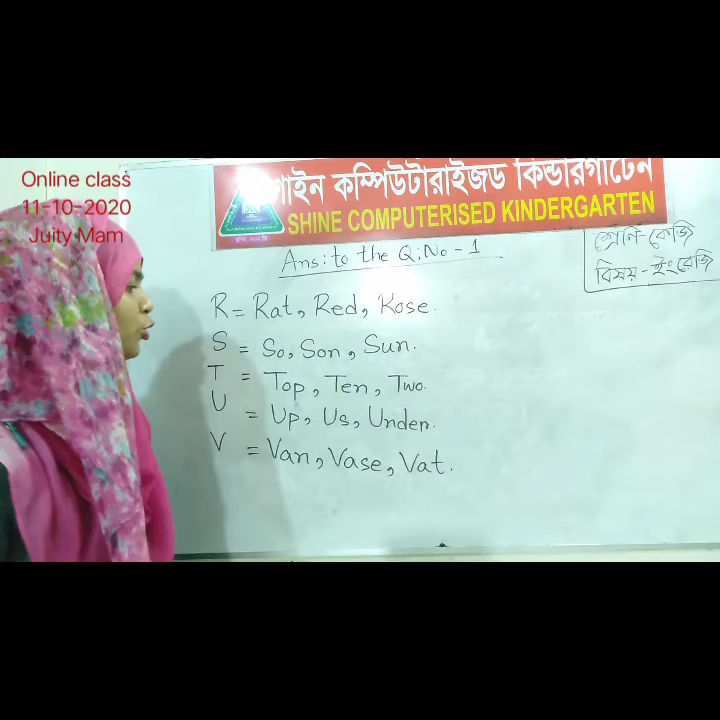 Online class
11-10-2020
Juity Mam
শাইন কম্পিউটারাইজড কিন্ডারগার্টেন
SHINE COMPUTERISED KINDERGARTEN
Ans: to the Q: No - 1
শ্রেনি - কেজি
বিষয় - ইংরেজি
R = Rat, Red, Rose.
S = So, Son, Sun.
T = Top, Ten, Two.
U = Up, Us, Under.
V = Van, Vase, Vat.